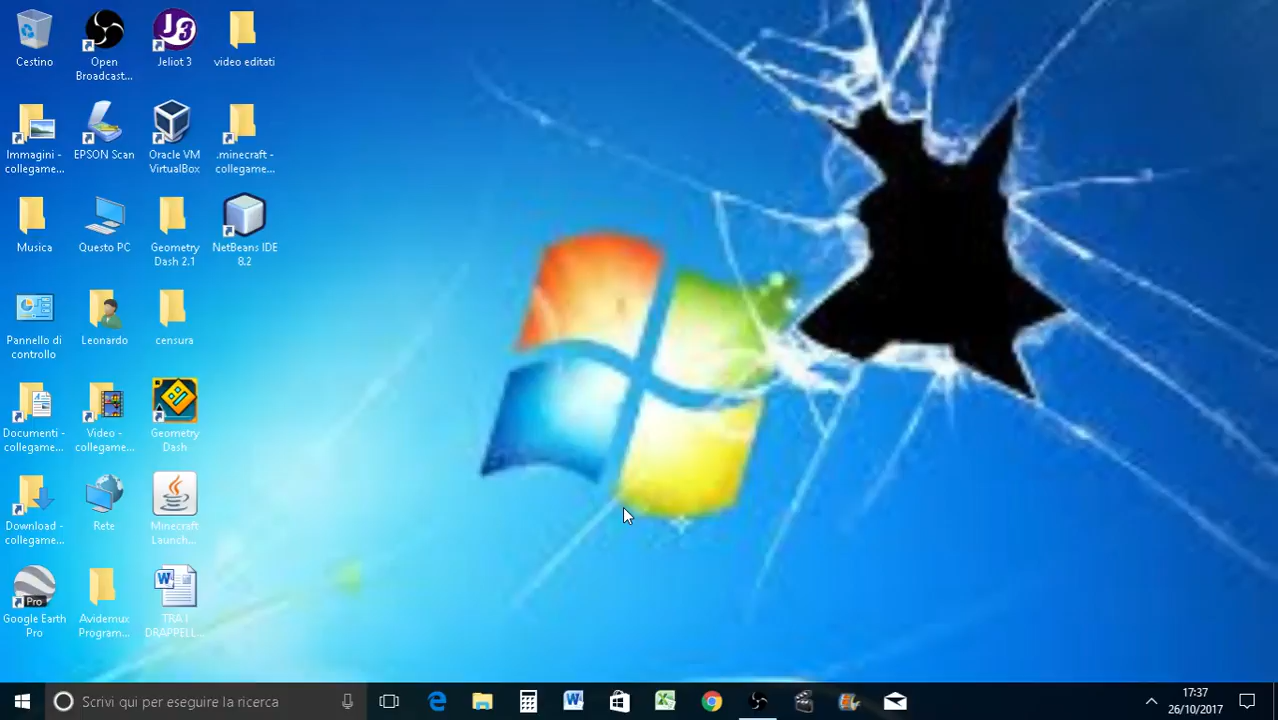 Cestino
Open
Broadcast...
Jeliot 3
video editati
Immagini -
collegame...
EPSON Scan
Oracle VM
VirtualBox
.minecraft -
collegame...
Musica
Questo PC
Geometry
Dash 2.1
NetBeans IDE
8.2
Pannello di
controllo
Leonardo
censura
Documenti -
collegame...
Video -
collegame...
Geometry
Dash
Download -
collegame...
Rete
Minecraft
Launch...
Pro
Google Earth
Pro
Avidemux
Program...
TRA I
DRAPPELL...
Scrivi qui per eseguire la ricerca
17:37
26/10/2017